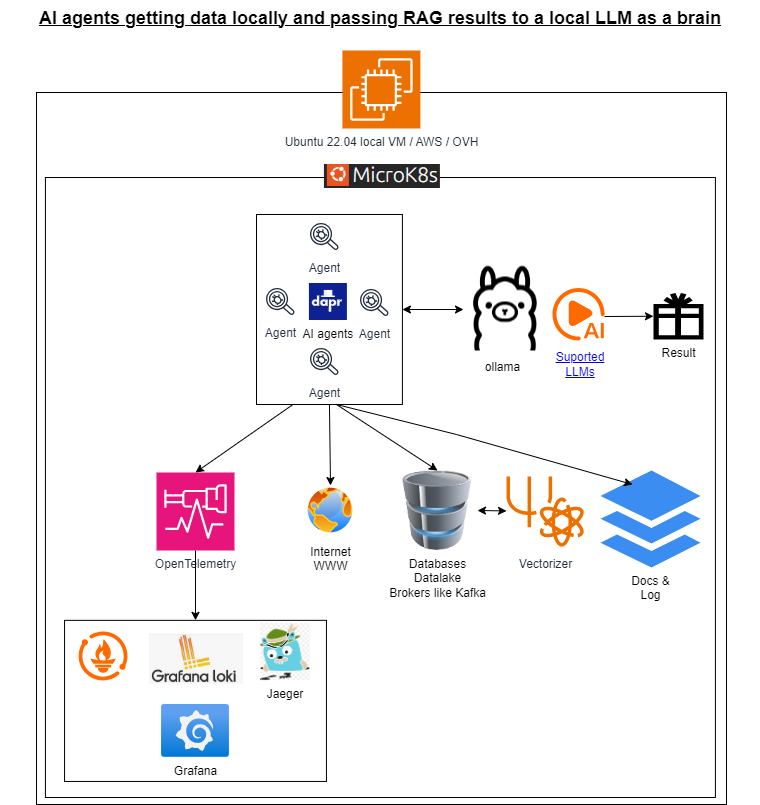 AI agents getting data locally and passing RAG results to a local LLM as a brain
Ubuntu 22.04 local VM / AWS / OVH
MicroK8s
Agent
dapr
Agent
AI agents
Agent
Agent
ollama
AI
Suported
LLMs
Result
OpenTelemetry
Internet
WWW
Databases
Datalake
Brokers like Kafka
Vectorizer
Docs &
Log
Grafana loki
Jaeger
Grafana